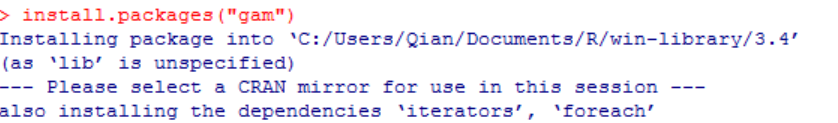 > install.packages("gam")
Installing package into ‘C:/Users/Qian/Documents/R/win-library/3.4’
(as ‘lib’ is unspecified)
--- Please select a CRAN mirror for use in this session ---
also installing the dependencies ‘iterators’, ‘foreach’